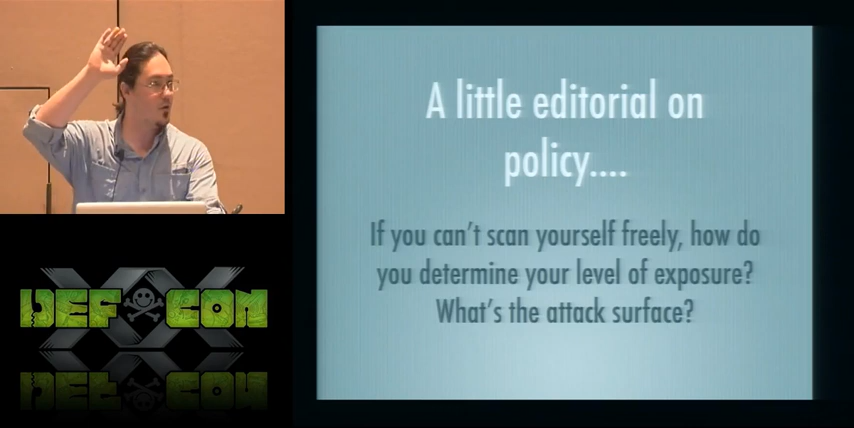 A little editorial on
policy....
If you can't scan yourself freely, how do
you determine your level of exposure?
What's the attack surface?
DEF CON
XX